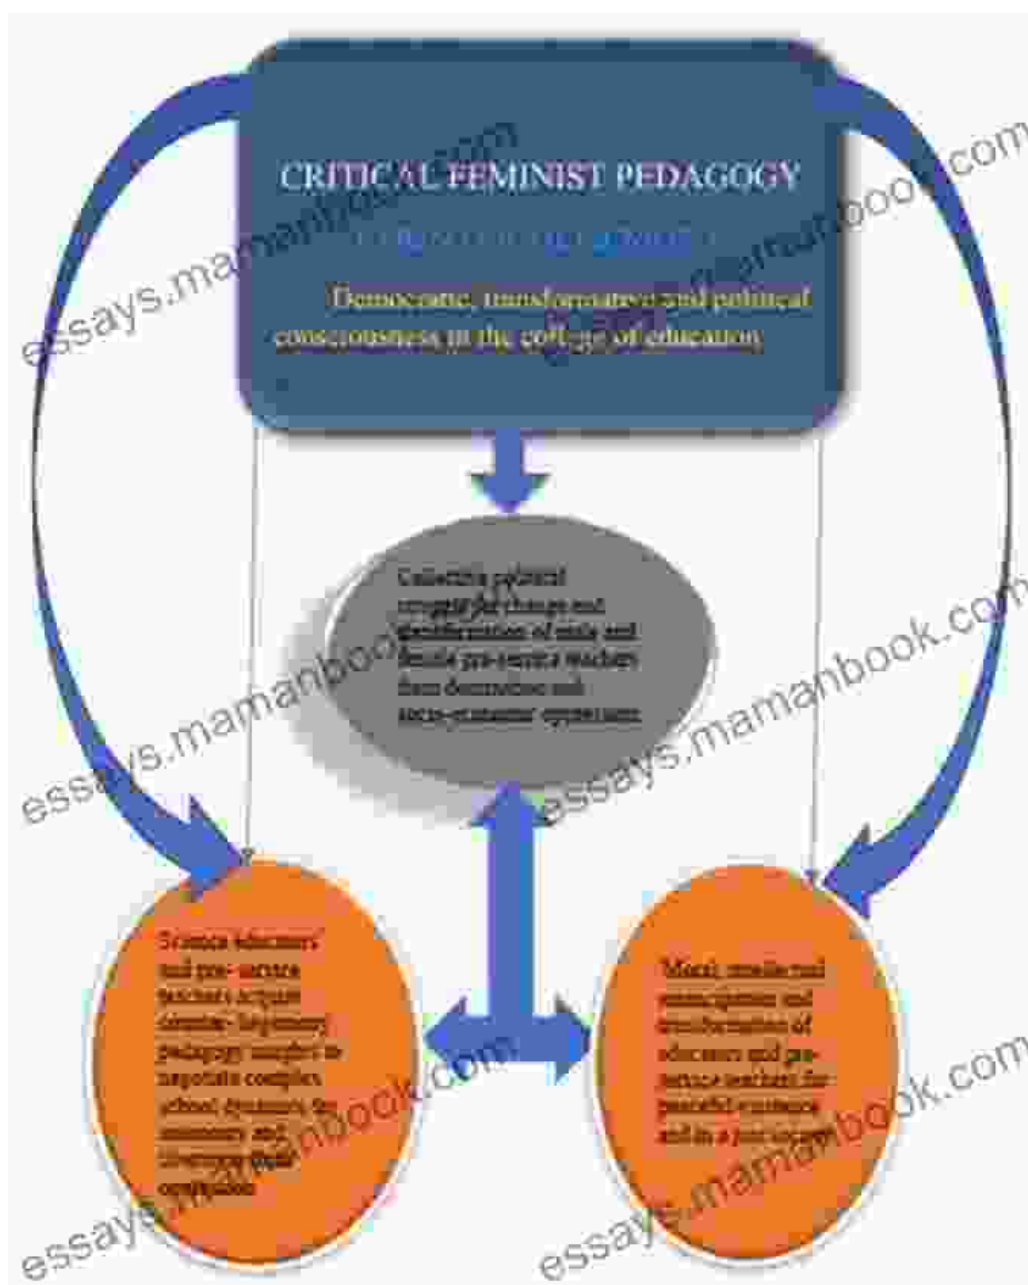 CRITICAL FEMINIST PEDAGOGY
Democratic, transformative and political
consciousness in the college of education
Collective political
struggle for change and
transformation of male and
female pre-service teachers
from domination and
socio-economic oppression
Science educators
and pre- service
teachers acquire
counter- hegemonic
pedagogy insights to
negotiate complex
school dynamics for
and
Moral, intellectual
emancipation and
transformation of
educators and pre-
service teachers for
peaceful existence
and in a just society
essays.mamanbook.com
essays.mamanbook.com
essays.mamanbook.com
essays.mamanbook.com
essays.mamanbook.com
essays.mamanbook.com